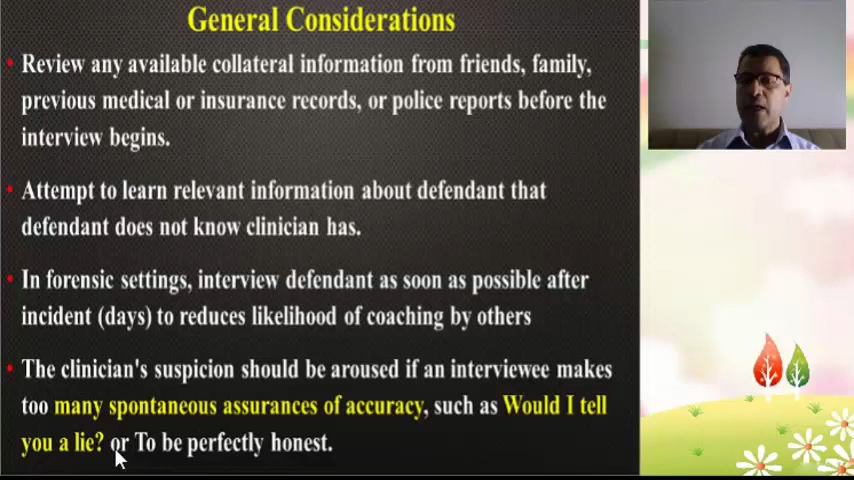 General Considerations
• Review any available collateral information from friends, family,
previous medical or insurance records, or police reports before the
interview begins.
• Attempt to learn relevant information about defendant that
defendant does not know clinician has.
• In forensic settings, interview defendant as soon as possible after
incident (days) to reduces likelihood of coaching by others
• The clinician's suspicion should be aroused if an interviewee makes
too many spontaneous assurances of accuracy, such as Would I tell
you a lie? or To be perfectly honest.